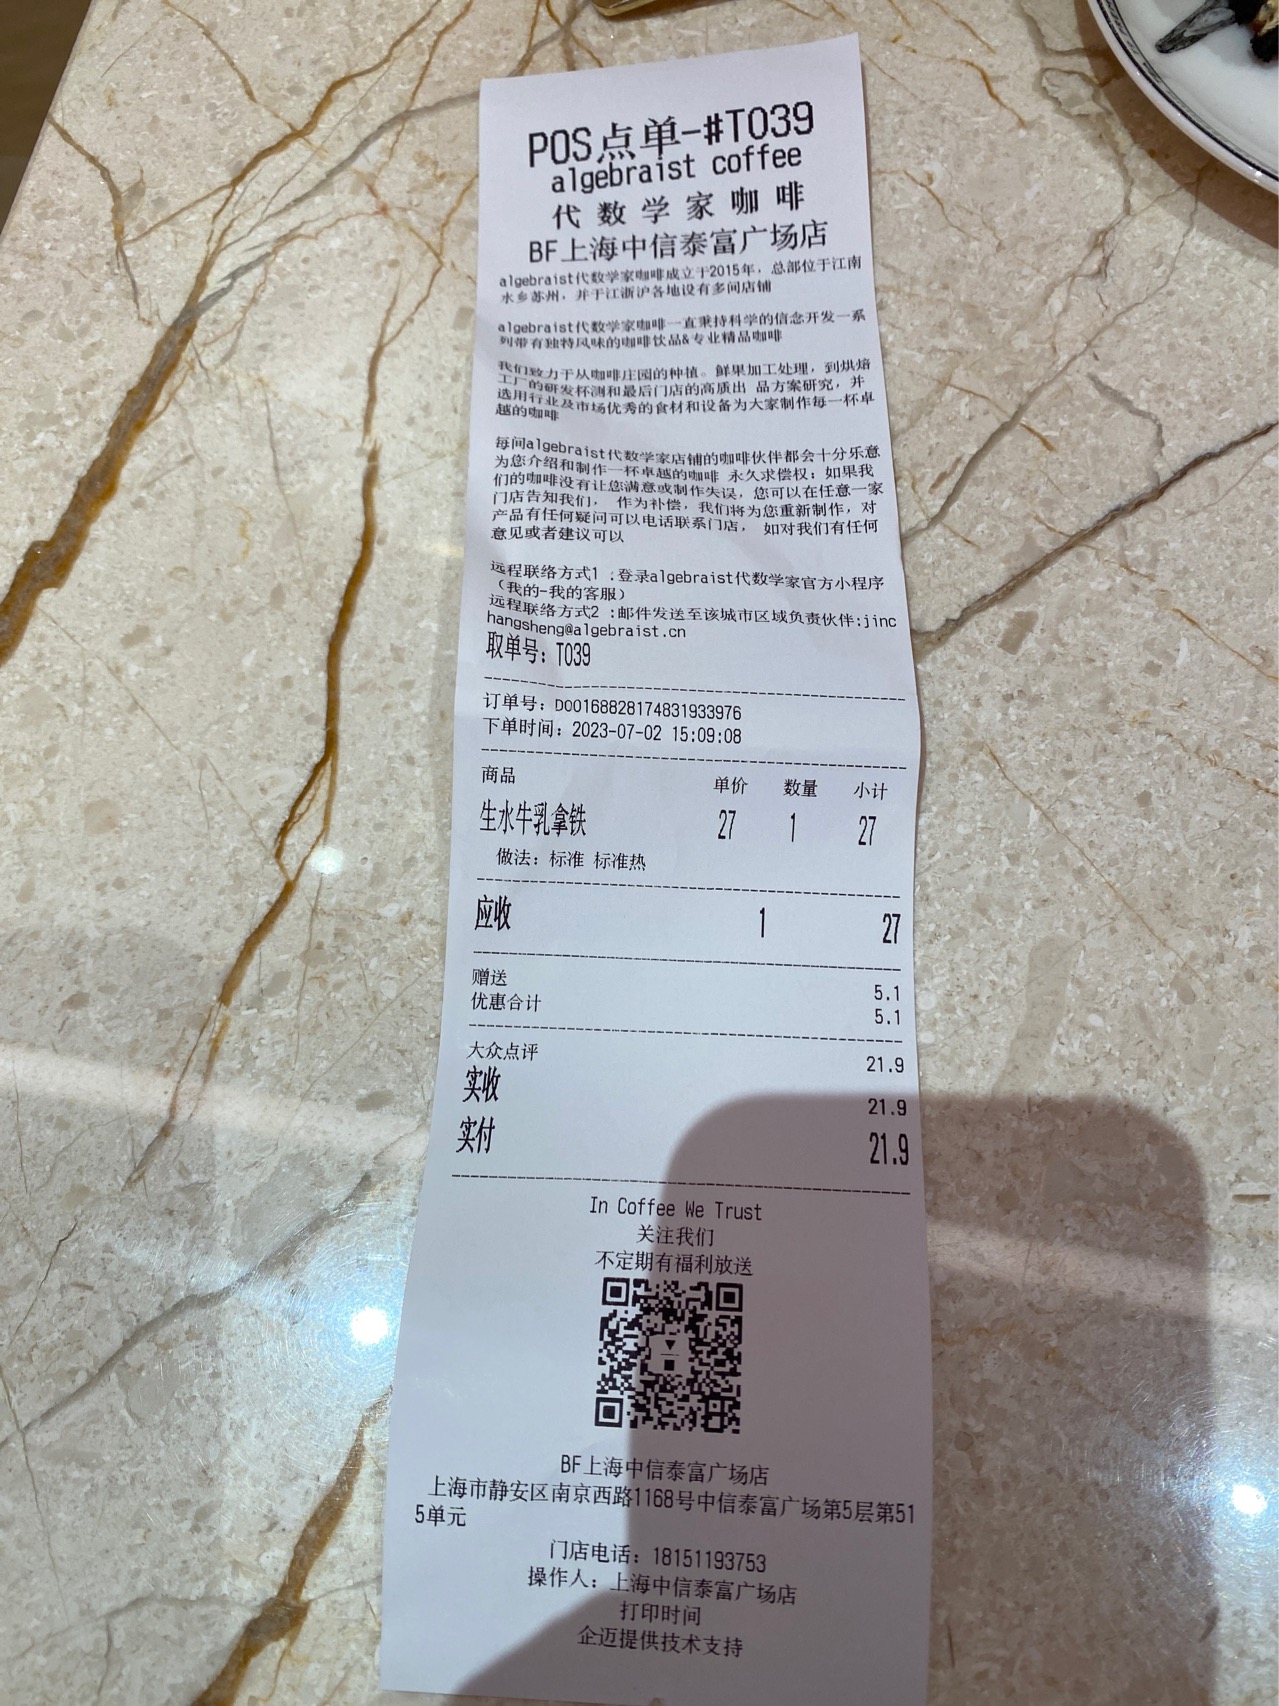 POS点单-#T039
algebraist coffee
代数学家咖啡
BF上海中信泰富广场店
algebraist代数学家咖啡成立于2015年，总部位于江南
水乡苏州，并于江浙沪各地设有多间店铺
algebraist代数学家咖啡一直秉持科学的信念开发一系
列带有独特风味的咖啡饮品&专业精品咖啡
我们致力于从咖啡庄园的种植。鲜果加工处理，到烘焙
工厂的研发杯测和最后门店的高质出 品方案研究，并
选用行业及市场优秀的食材和设备为大家制作每一杯卓
越的咖啡
每间algebraist代数学家店铺的咖啡伙伴都会十分乐意
为您介绍和制作一杯卓越的咖啡 永久求偿权；如果我
们的咖啡没有让您满意或制作失误，您可以在任意一家
门店告知我们， 作为补偿，我们将为您重新制作，对
产品有任何疑问可以电话联系门店， 如对我们有任何
意见或者建议可以
远程联络方式1 :登录algebraist代数学家官方小程序
（我的-我的客服）
远程联络方式2 :邮件发送至该城市区域负责伙伴:jinc
hangsheng@algebraist.cn
取单号：T039
订单号：D00168828174831933976
下单时间：2023-07-02 15:09:08
商品 单价 数量 小计
生水牛乳拿铁 27 1 27
做法：标准 标准热
应收 1 27
赠送 5.1
优惠合计 5.1
大众点评 21.9
实收 21.9
实付 21.9
In Coffee We Trust
关注我们
不定期有福利放送
BF上海中信泰富广场店
上海市静安区南京西路1168号中信泰富广场第5层第51
5单元
门店电话：18151193753
操作人：上海中信泰富广场店
打印时间
企迈提供技术支持